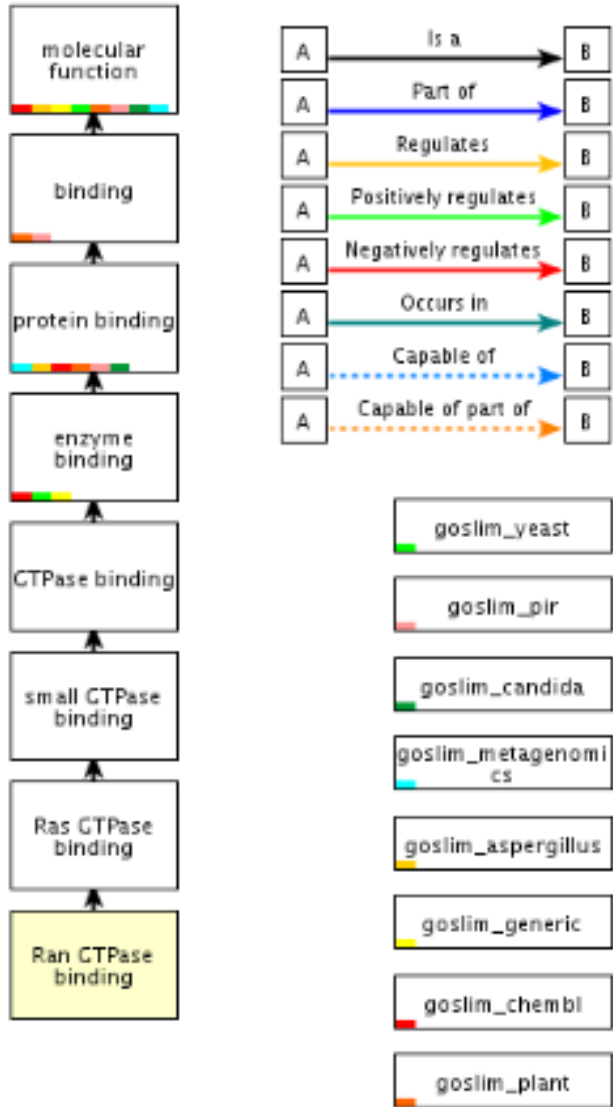 molecular
function
binding
protein binding
enzyme
binding
GTPase binding
small GTPase
binding
Ras GTPase
binding
Ran GTPase
binding
A Is a B
A Part of B
A Regulates B
A Positively regulates B
A Negatively regulates B
A Occurs in B
A Capable of B
A Capable of part of B
goslim_yeast
goslim_pir
goslim_candida
goslim_metagenomi
cs
goslim_aspergillus
goslim_generic
goslim_chembl
goslim_plant